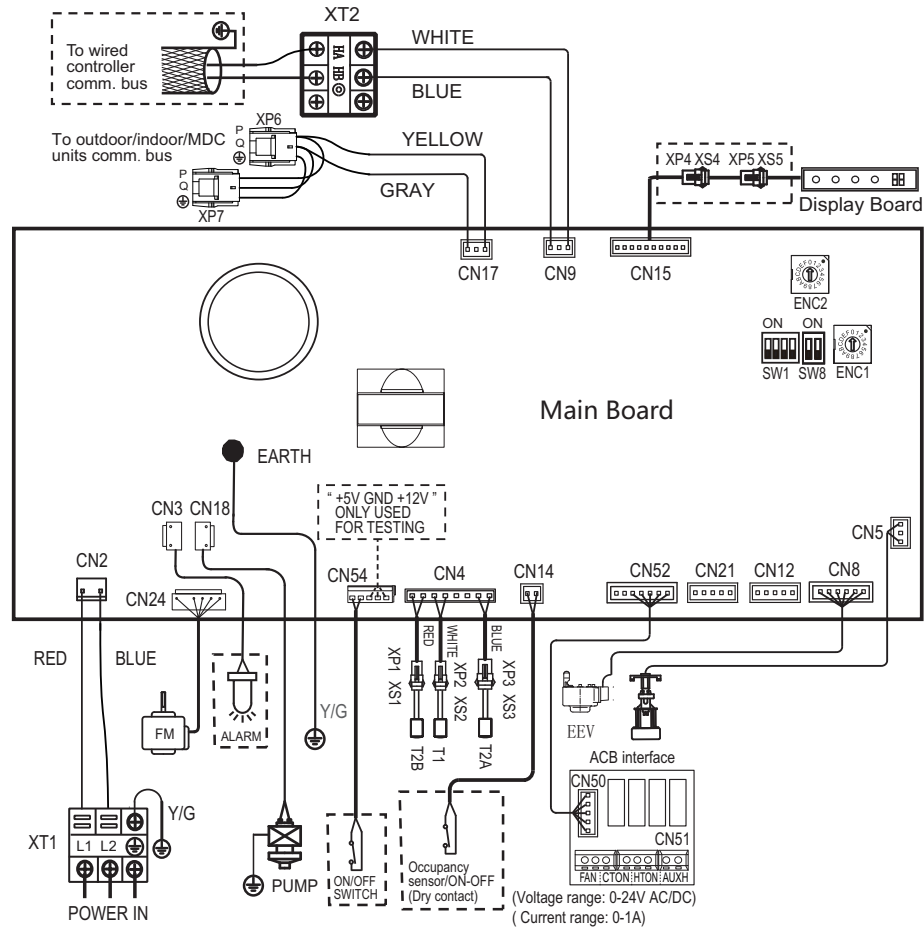 XT2
To wired
controller
comm. bus
HA HB
WHITE
BLUE
XP6
To outdoor/indoor/MDC
units comm. bus
P
Q
P
Q
XP7
YELLOW
GRAY
XP4 XS4 XP5 XS5
Display Board
CN17
CN9
CN15
ENC2
ON
ON
SW1
SW8
ENC1
Main Board
EARTH
" +5V GND +12V "
ONLY USED
FOR TESTING
CN3
CN18
CN5
CN2
CN24
CN54
CN4
CN14
CN52
CN21
CN12
CN8
RED
BLUE
RED
WHITE
BLUE
XP1 XS1
XP2 XS2
XP3 XS3
T2B
T1
T2A
FM
ALARM
Y/G
EEV
ACB interface
CN50
CN51
FAN CTON HTON AUXH
XT1
L1 L2
Y/G
POWER IN
PUMP
ON/OFF
SWITCH
Occupancy
sensor/ON-OFF
(Dry contact)
(Voltage range: 0-24V AC/DC)
( Current range: 0-1A)